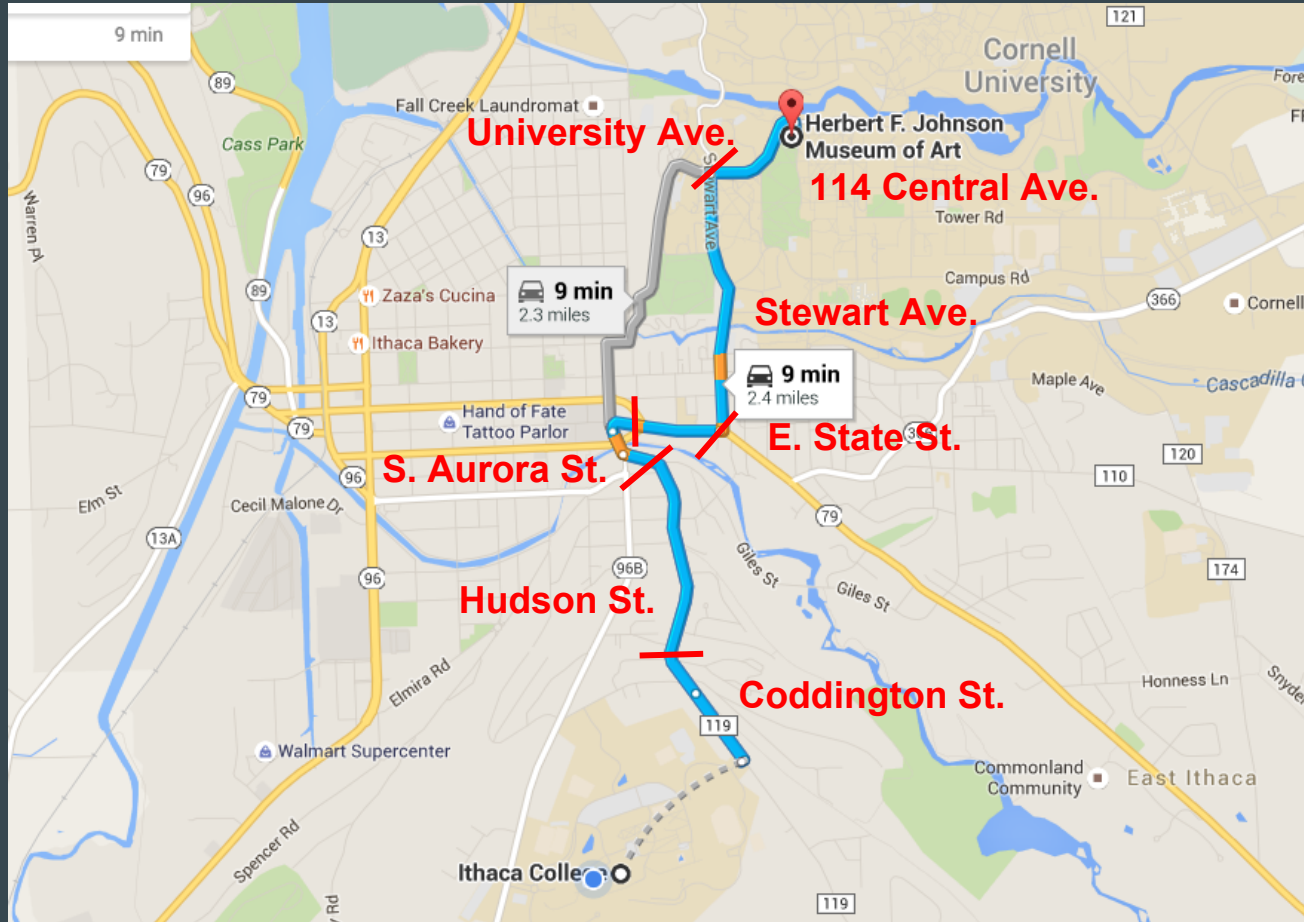 9 min
121
Cornell
University
Fore
89
Fall Creek Laundromat
University Ave.
Herbert F. Johnson
Museum of Art
Cass Park
79
96
Stewart Ave
114 Central Ave.
Tower Rd
Warren Pl
13
Campus Rd
89
Zaza's Cucina
9 min
2.3 miles
366
Cornell
13
Stewart Ave.
Ithaca Bakery
9 min
2.4 miles
Maple Ave
Cascadilla
79
Hand of Fate
Tattoo Parlor
79
E. State St.
120
S. Aurora St.
96
110
Elm St
Cecil Malone Dr
79
13A
96
96B
Giles St
Giles St
174
Hudson St.
Elmira Rd
Honness Ln
Snyder
Coddington St.
119
Walmart Supercenter
Commonland
Community
East Ithaca
Spencer Rd
Ithaca College
Rd
119